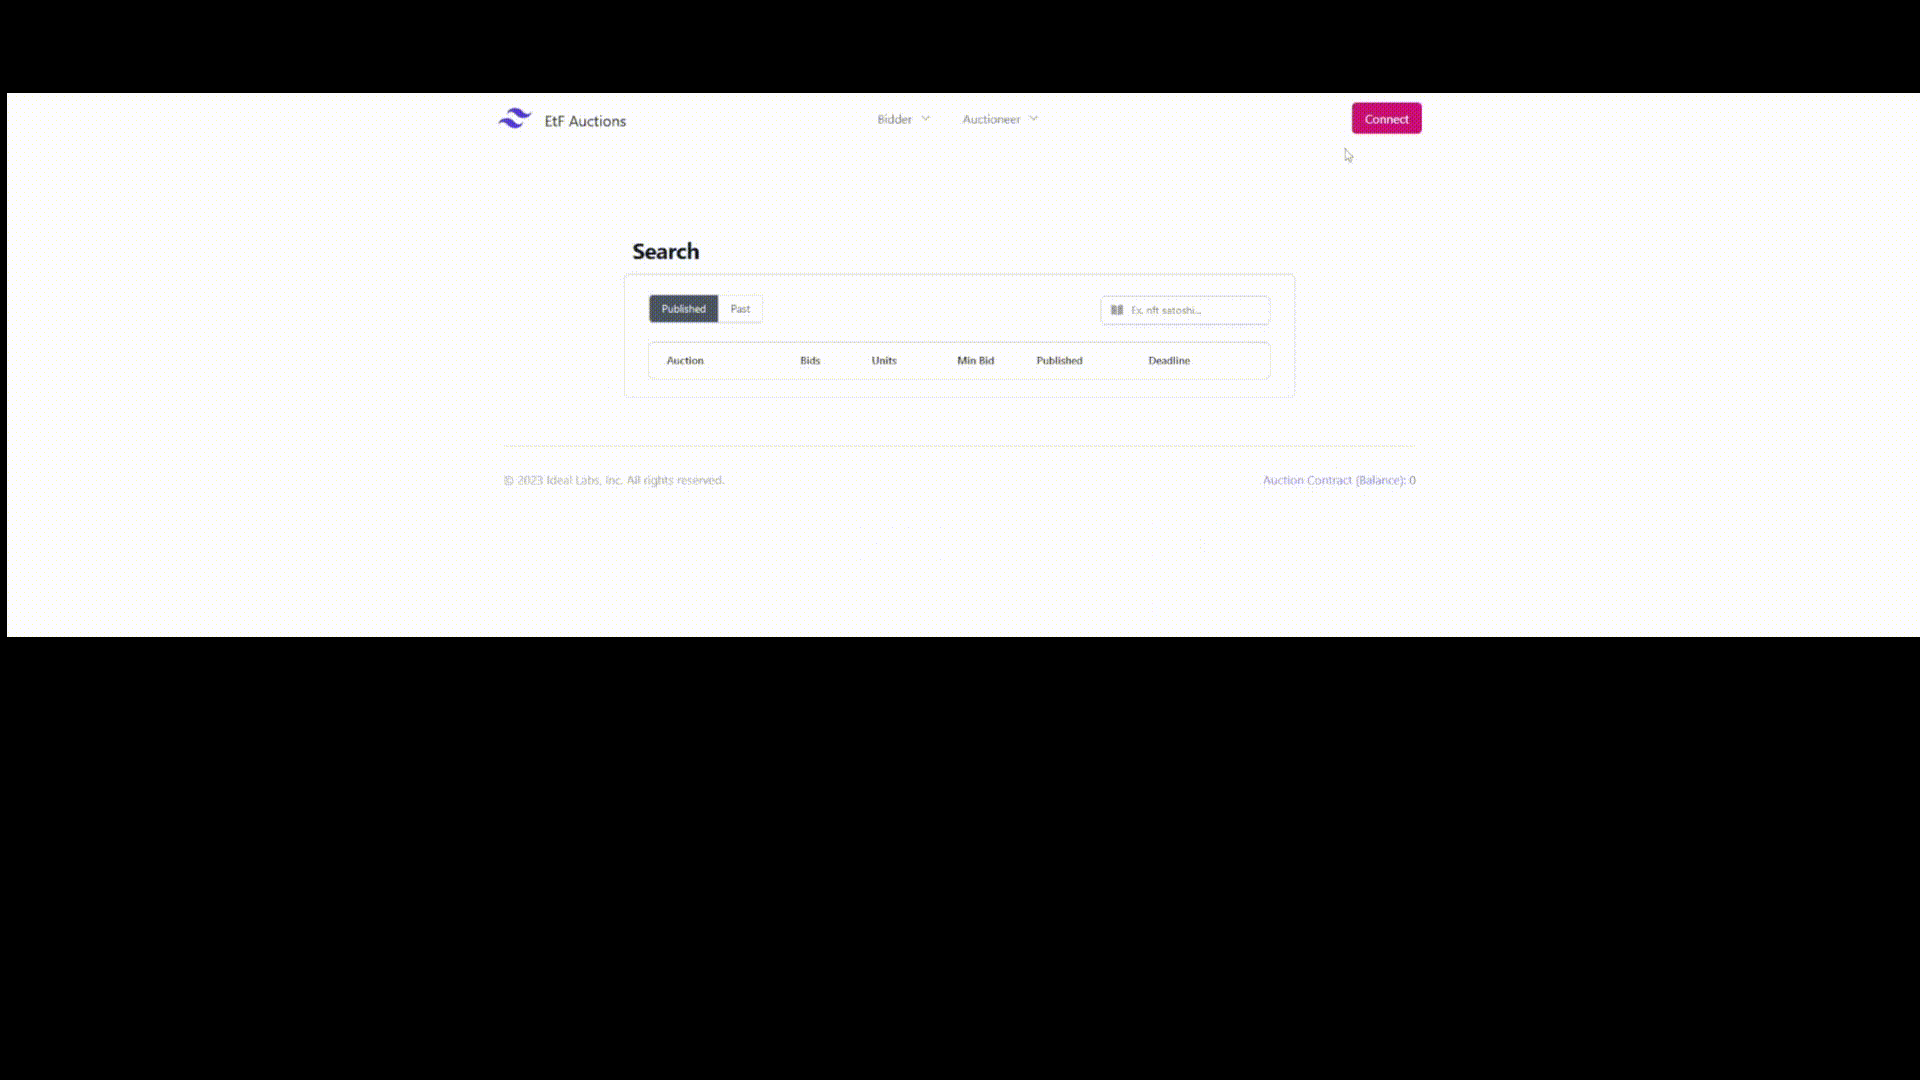 EtF Auctions
Bidder
Auctioneer
Connect
Search
Published Past
Ex. nft satoshi...
Auction Bids Units Min Bid Published Deadline
© 2023 Ideal Labs, Inc. All rights reserved.
Auction Contract (Balance): 0